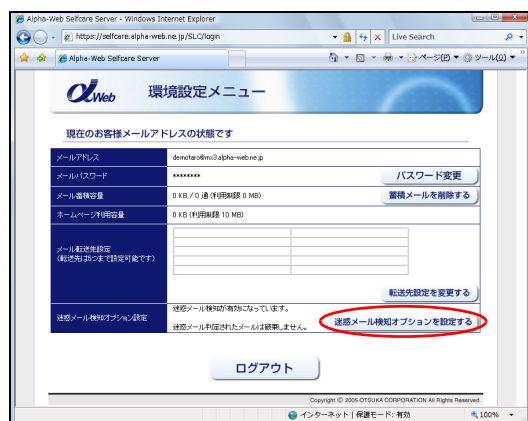 Alpha-Web Selfcare Server - Windows Internet Explorer
https://selfcare.alpha-web.ne.jp/SLC/login
Live Search
Alpha-Web Selfcare Server
ページ(P)
ツール(O)
αWeb 環境設定メニュー
現在のお客様メールアドレスの状態です
メールアドレス demotaro@mx3.alpha-web.ne.jp
メールパスワード ******** パスワード変更
メール蓄積容量 0 KB / 0 通 (利用制限 0 MB) 蓄積メールを削除する
ホームページ利用容量 0 KB (利用制限 10 MB)
メール転送先設定
(転送先は5つまで設定可能です)
転送先設定を変更する
迷惑メール検知が有効になっています。
迷惑メール検知オプション設定 迷惑メール検知オプションを設定する
迷惑メール判定されたメールは破棄しません。
ログアウト
Copyright © 2005 OTSUKA CORPORATION All Rights Reserved.
インターネット | 保護モード: 有効 100%